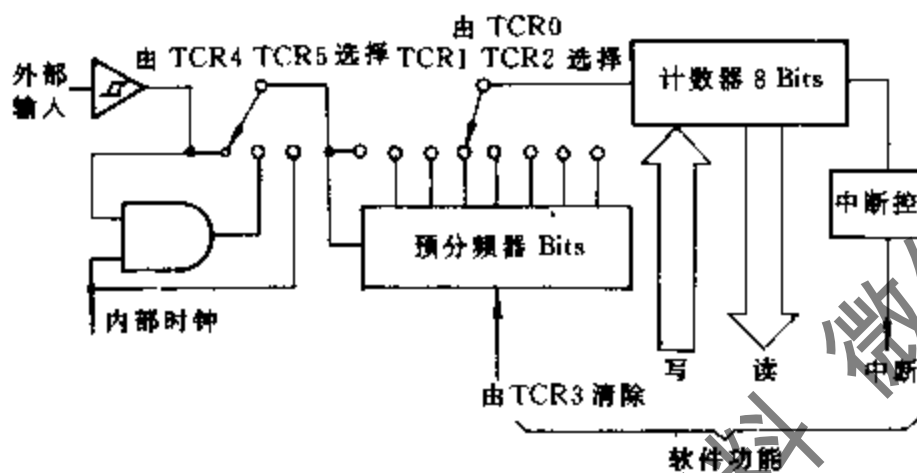 由 TCR0
由 TCR4 TCR5 选择 TCR1 TCR2 选择
外部
输入
计数器 8 Bits
中断控
预分频器 Bits
内部时钟
写
读
中断
由 TCR3 清除
软件功能
料 微